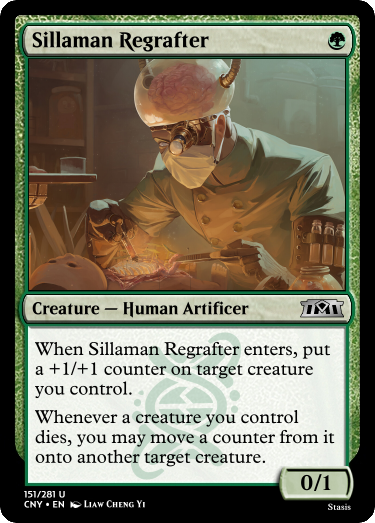 Sillaman Regrafter
Creature — Human Artificer
When Sillaman Regrafter enters, put
a +1/+1 counter on target creature
you control.
Whenever a creature you control
dies, you may move a counter from it
onto another target creature.
0/1
151/281 U
CNY • EN Liaw Cheng Yi
Stasis